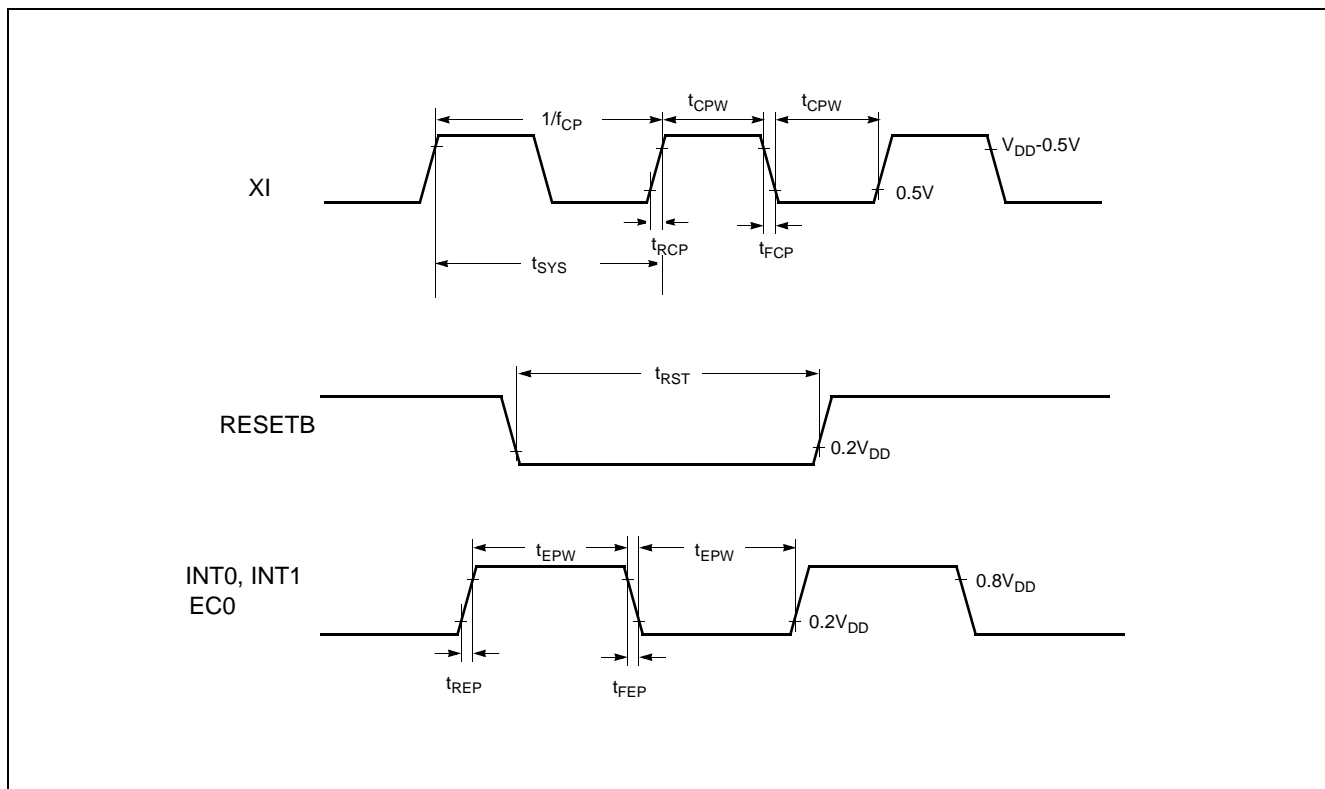 1/fCP
tCPW
tCPW
VDD-0.5V
XI
0.5V
tRCP
tFCP
tSYS
tRST
RESETB
0.2VDD
tEPW
tEPW
INT0, INT1
EC0
0.8VDD
0.2VDD
tREP
tFEP